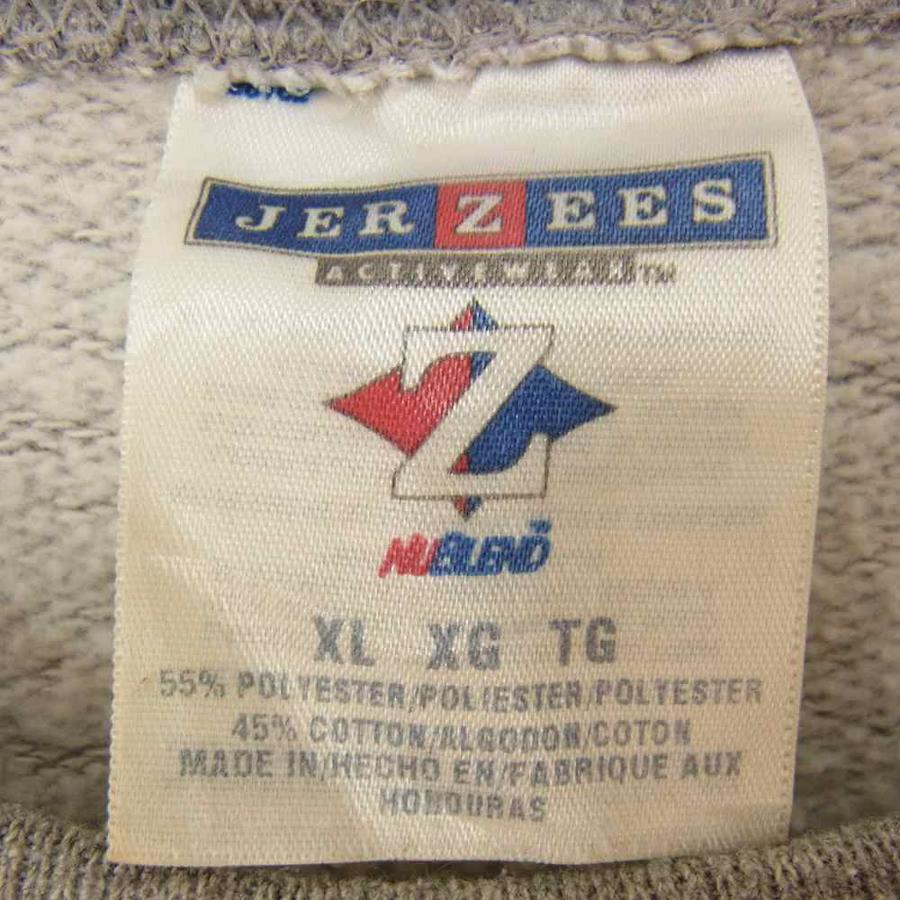 JERZEES
ACTIVEWEAR™
Z
NUBLEND™
XL XG TG
55% POLYESTER/POLIESTER/POLYESTER
45% COTTON/ALGODON/COTON
MADE IN/HECHO EN/FABRIQUE AUX
HONDURAS